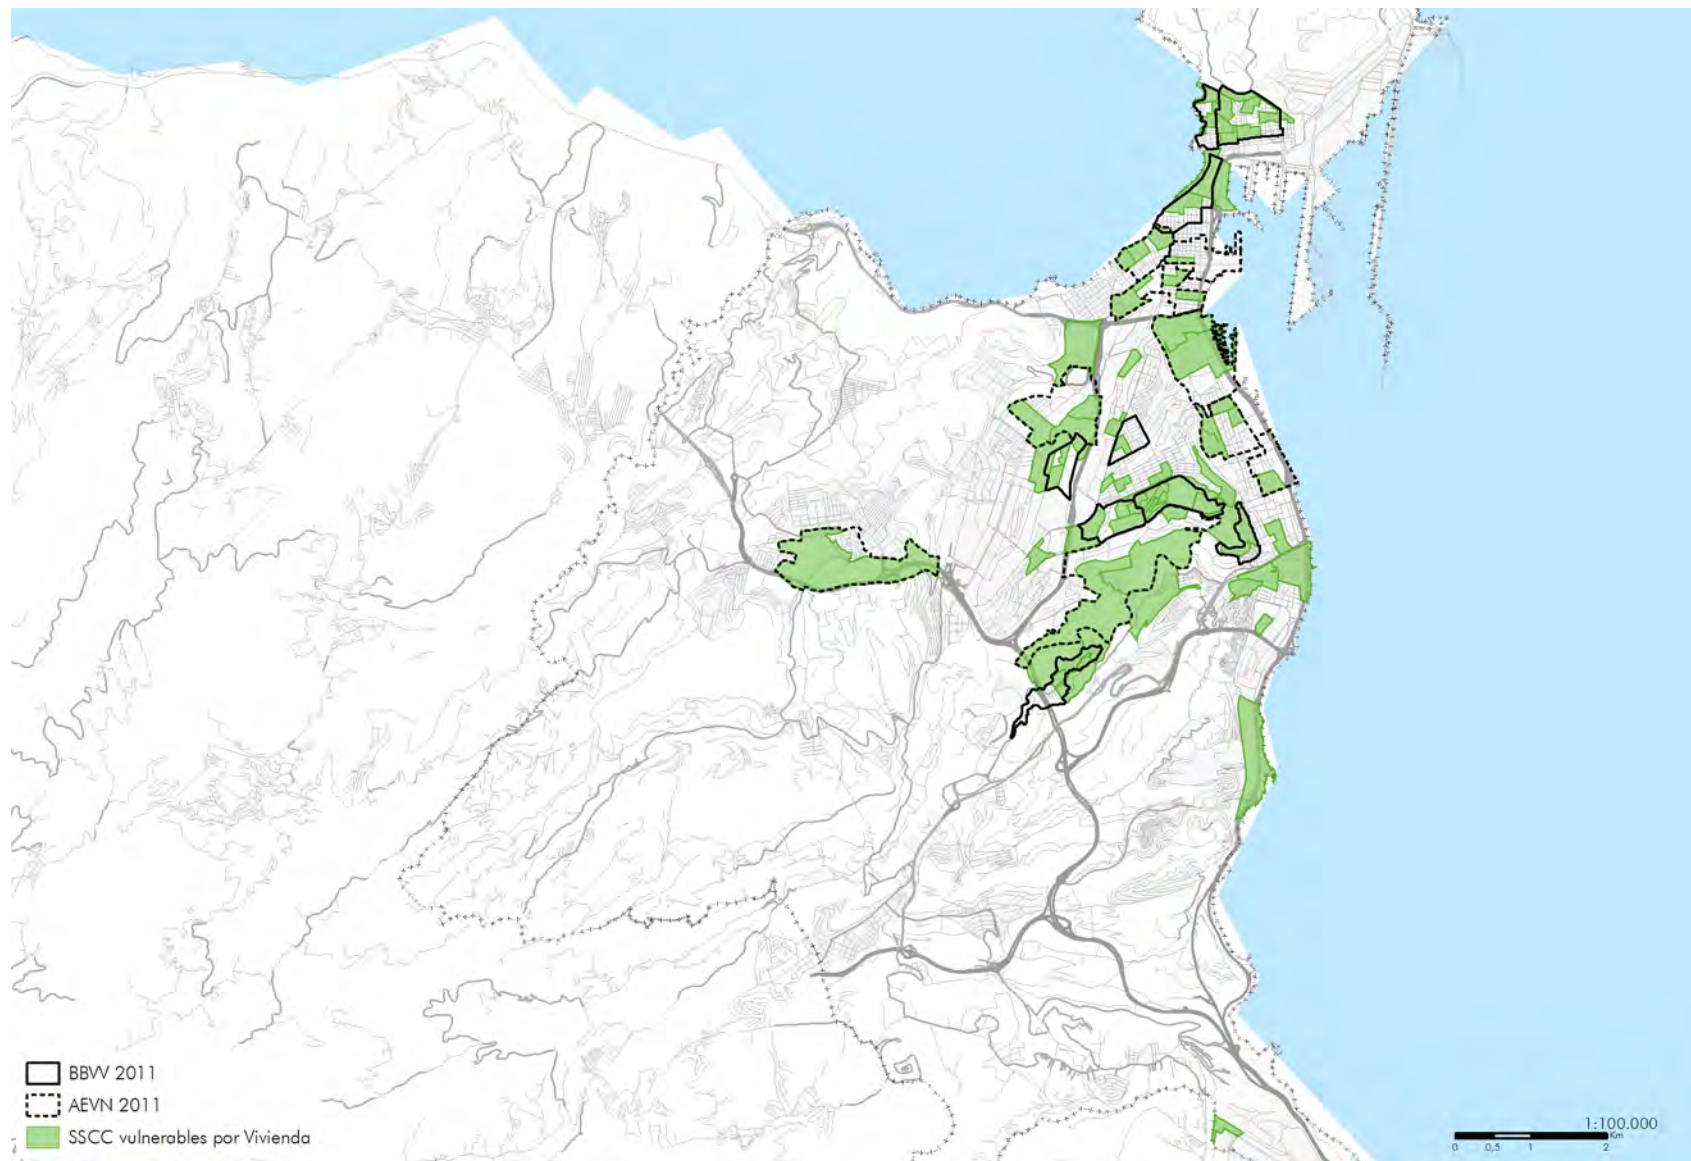 BBVV 2011
AEVN 2011
SSCC vulnerables por Vivienda
1:100.000
Km
0 0,5 1 2